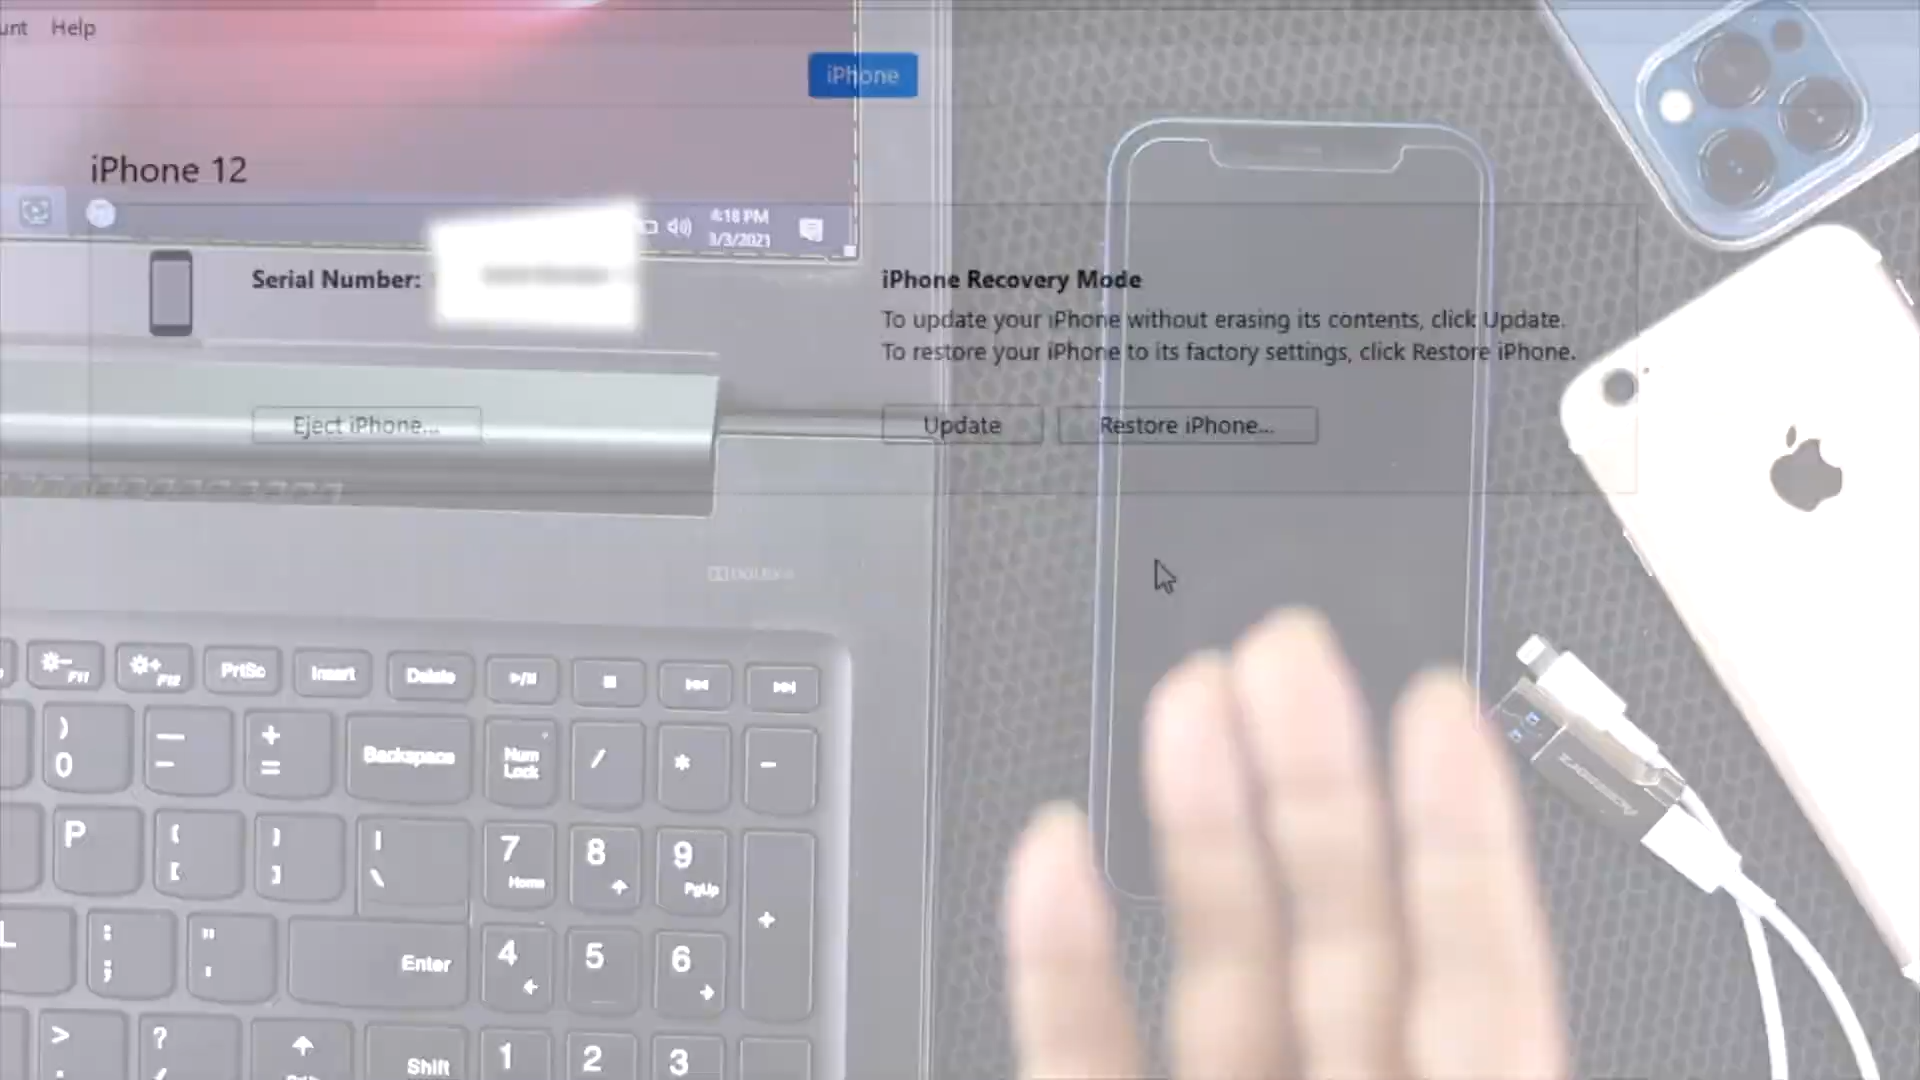 unt Help
iPhone
iPhone 12
4:18 PM
3/3/2021
Serial Number:
iPhone Recovery Mode
To update your iPhone without erasing its contents, click Update.
To restore your iPhone to its factory settings, click Restore iPhone.
Eject iPhone...
Update
Restore iPhone...
F11
F12
PrtSc
Insert
Delete
)
0
—
-
+
=
Backspace
Num
Lock
/
*
-
P
{
[
}
]
|
\
7
Home
8
9
PgUp
+
L
:
;
"
'
Enter
4
5
6
>
.
?
/
Shift
1
2
3